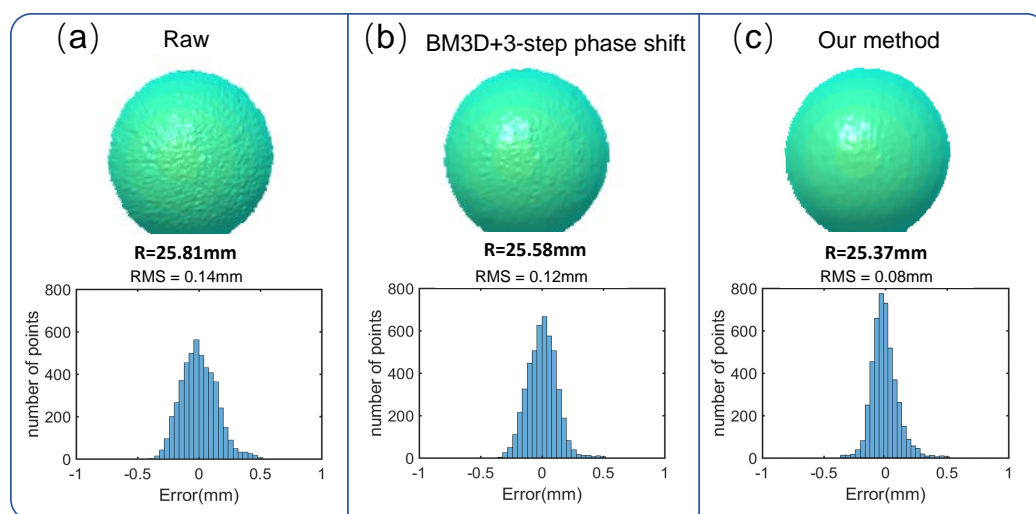 (a) Raw
R=25.81mm
RMS = 0.14mm
800
600
400
200
0
number of points
-1 -0.5 0 0.5 1
Error(mm)
(b) BM3D+3-step phase shift
R=25.58mm
RMS = 0.12mm
800
600
400
200
0
-1 -0.5 0 0.5 1
Error(mm)
(c) Our method
R=25.37mm
RMS = 0.08mm
800
600
400
200
0
number of points
-1 -0.5 0 0.5 1
Error(mm)